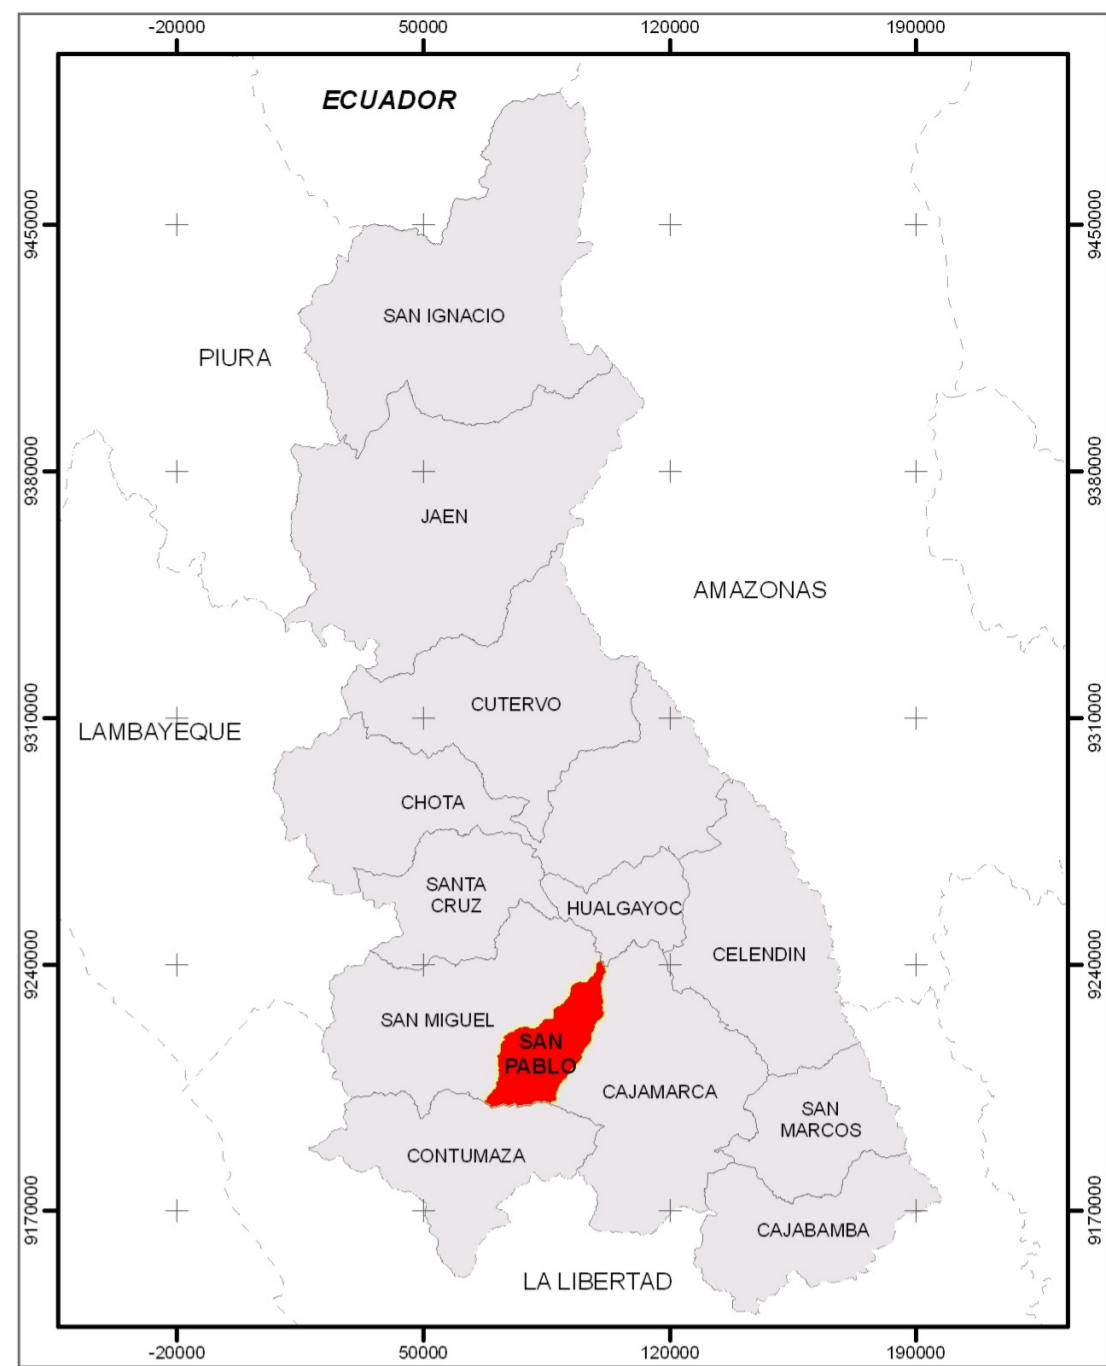 -20000 50000 120000 190000
ECUADOR
9450000 9450000
SAN IGNACIO
PIURA
9380000 9380000
JAEN
AMAZONAS
CUTERVO
9310000 9310000
LAMBAYEQUE
CHOTA
SANTA
CRUZ
HUALGAYOC
CELENDIN
9240000 9240000
SAN MIGUEL
SAN
PABLO
CAJAMARCA
SAN
MARCOS
CONTUMAZA
9170000 9170000
CAJABAMBA
LA LIBERTAD
-20000 50000 120000 190000